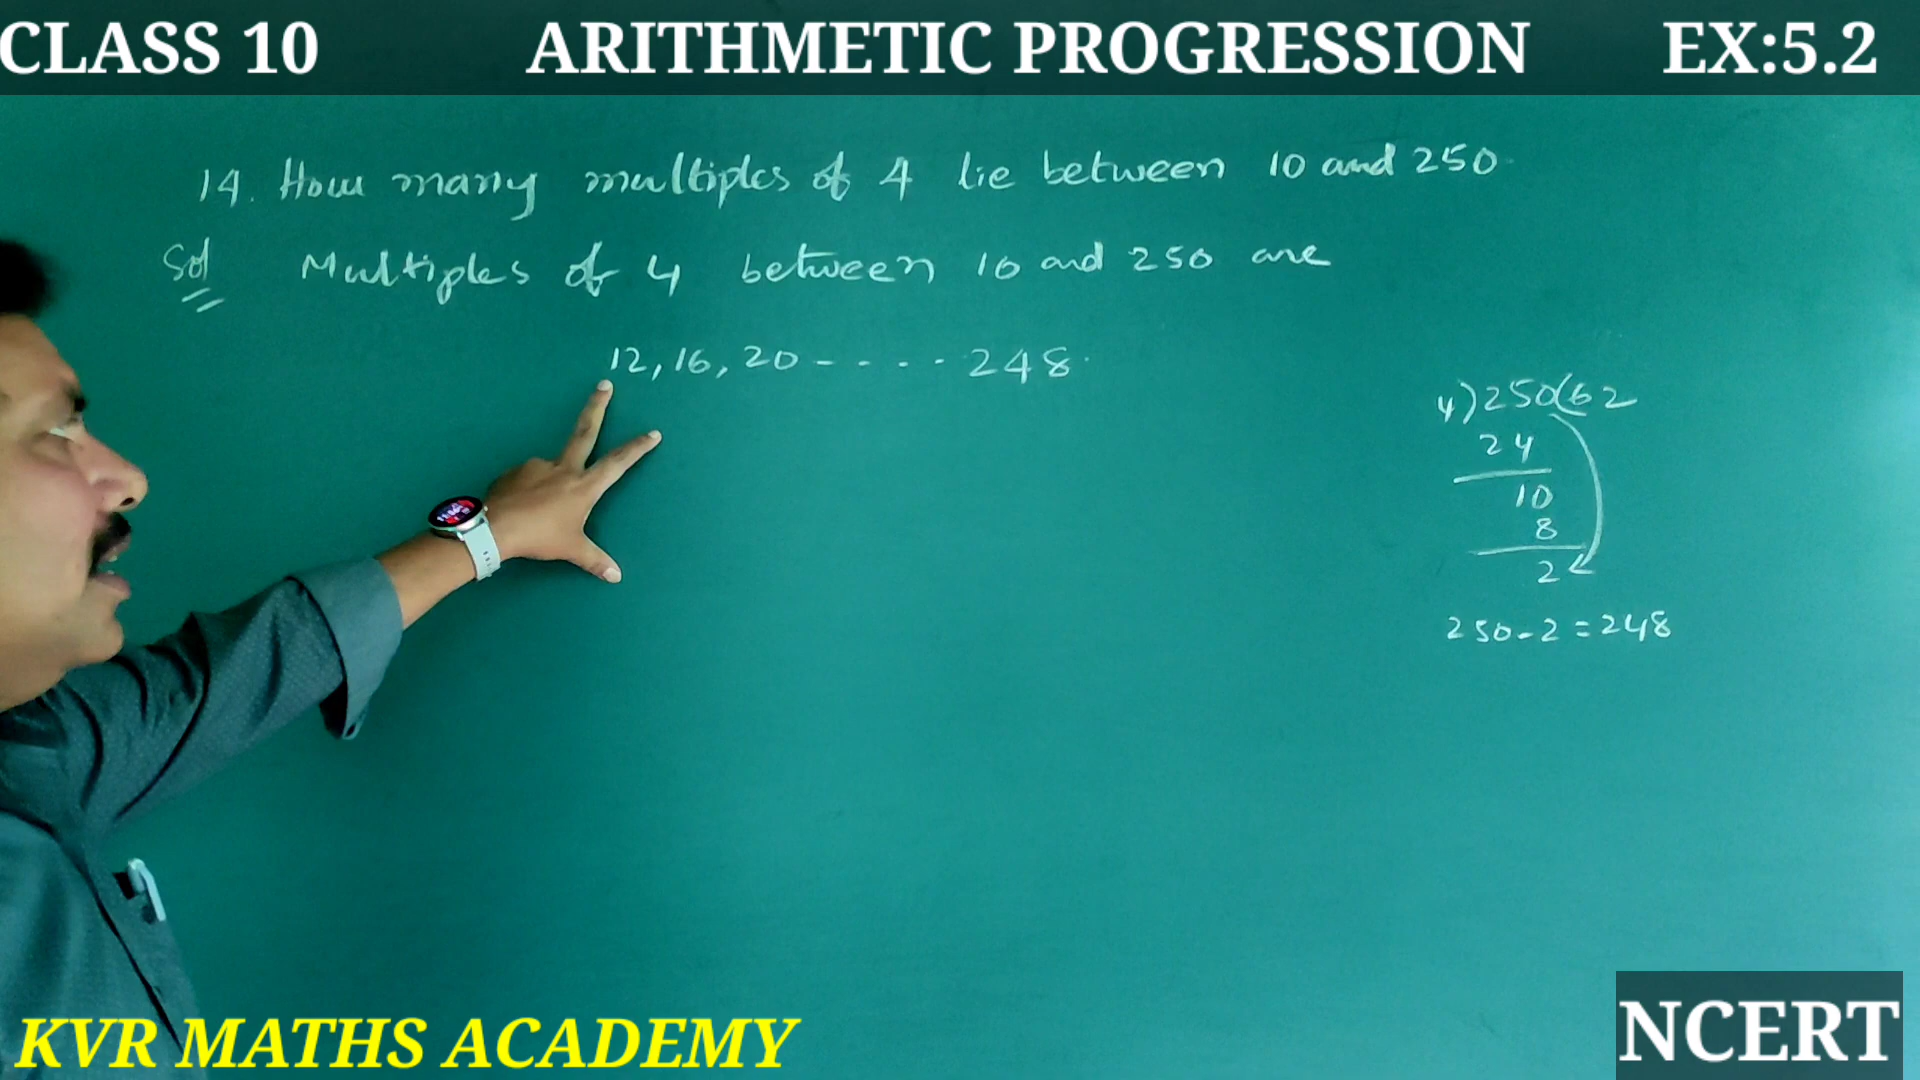 CLASS 10 ARITHMETIC PROGRESSION EX:5.2
14. How many multiples of 4 lie between 10 and 250
Sol Multiples of 4 between 10 and 250 are
12, 16, 20 - - - - 248.
4)250(62
24
10
8
2
250-2=248
KVR MATHS ACADEMY
NCERT